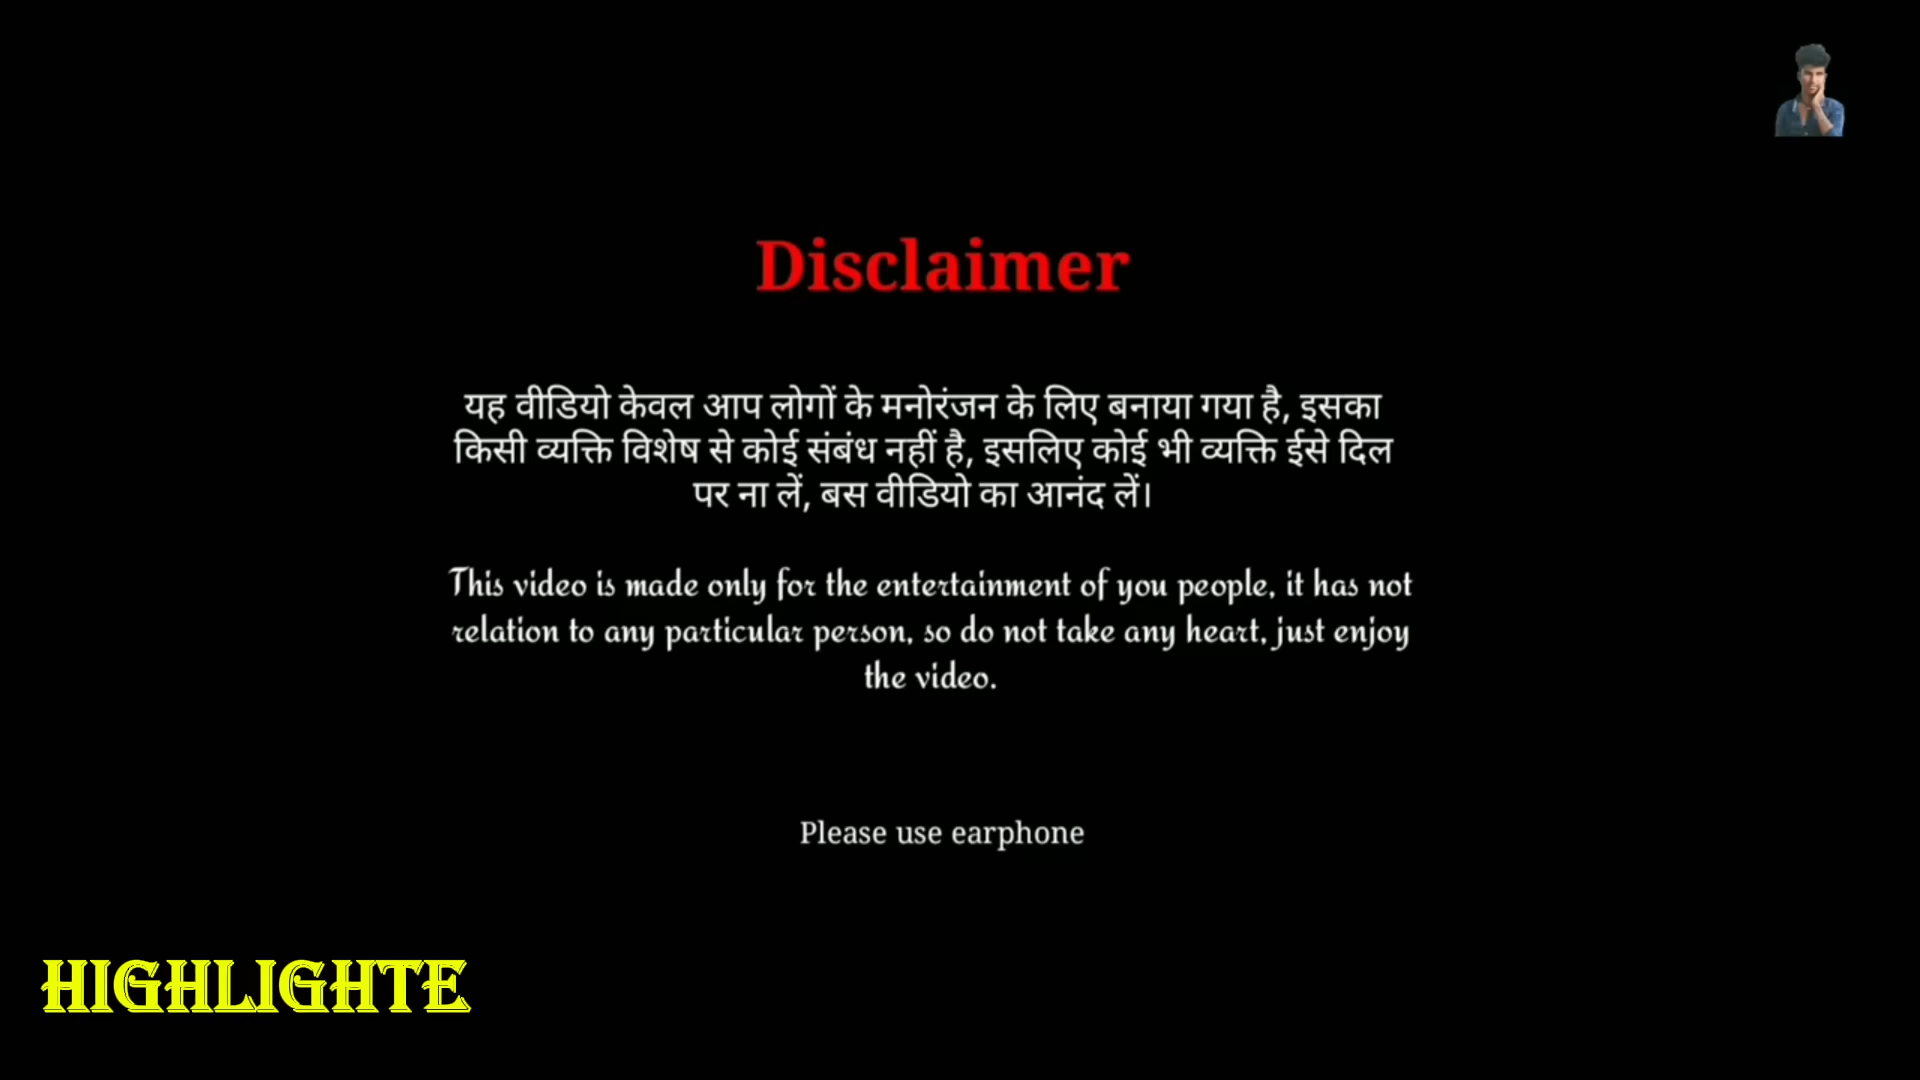 Disclaimer
यह वीडियो केवल आप लोगों के मनोरंजन के लिए बनाया गया है, इसका
किसी व्यक्ति विशेष से कोई संबंध नहीं है, इसलिए कोई भी व्यक्ति ईसे दिल
पर ना लें, बस वीडियो का आनंद लें।
This video is made only for the entertainment of you people, it has not
relation to any particular person, so do not take any heart, just enjoy
the video.
Please use earphone
HIGHLIGHTE